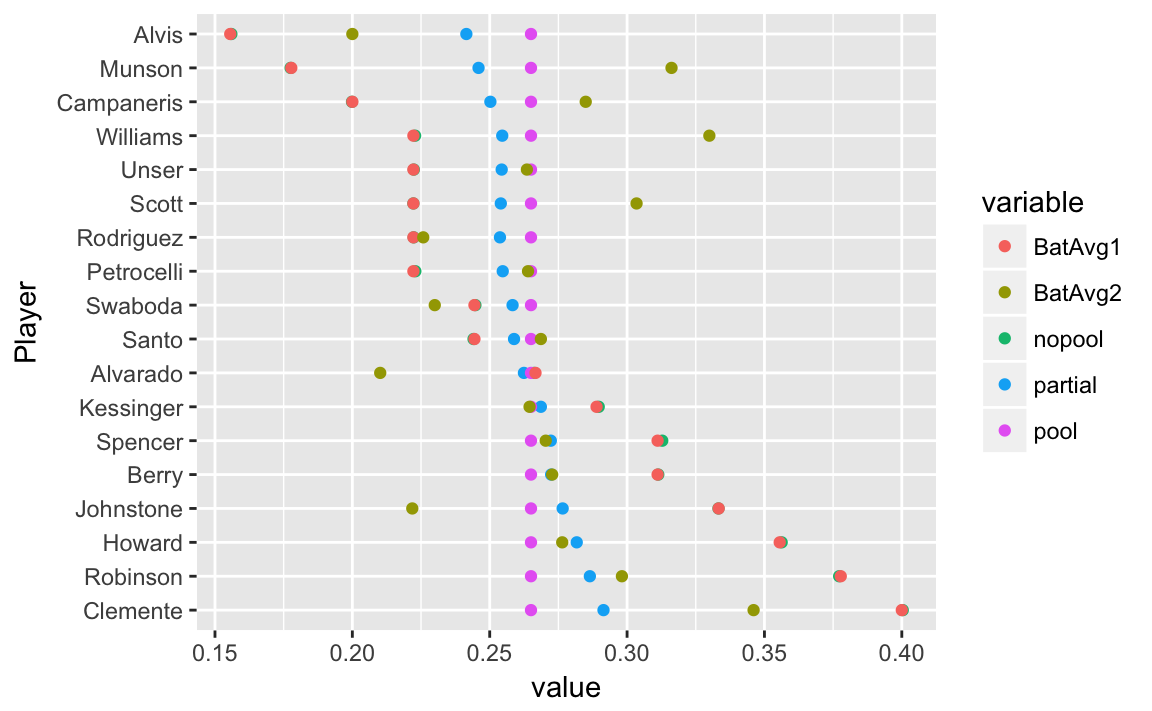 Player
Alvis
Munson
Campaneris
Williams
Unser
Scott
Rodriguez
Petrocelli
Swaboda
Santo
Alvarado
Kessinger
Spencer
Berry
Johnstone
Howard
Robinson
Clemente
0.15 0.20 0.25 0.30 0.35 0.40
value
variable
BatAvg1
BatAvg2
nopool
partial
pool